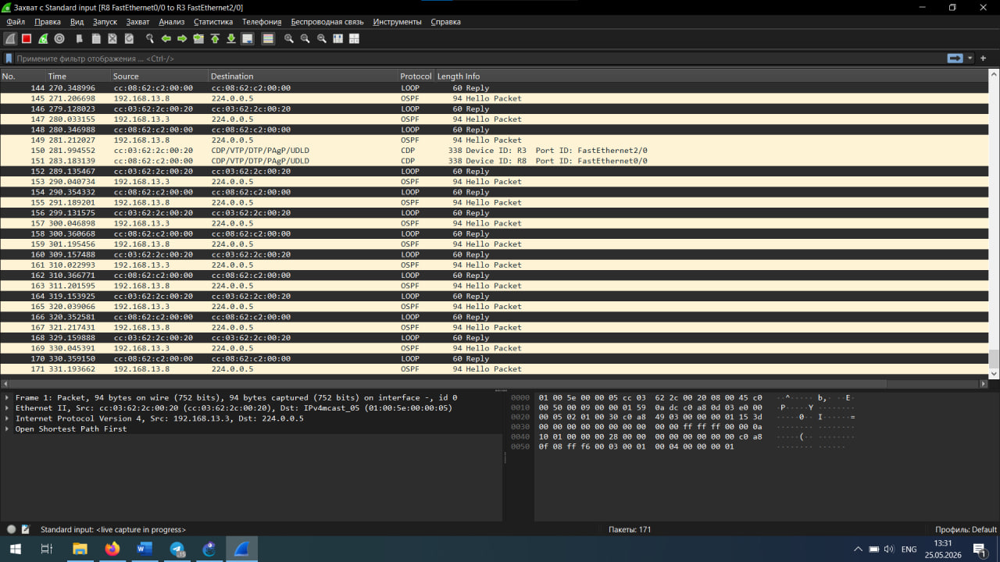 Захват с Standard input [R8 FastEthernet0/0 to R3 FastEthernet2/0]
Файл Правка Вид Запуск Захват Анализ Статистика Телефония Беспроводная связь Инструменты Справка
Примените фильтр отображения ... <Ctrl-/>
No. Time Source Destination Protocol Length Info
144 270.348996 cc:08:62:c2:00:00 cc:08:62:c2:00:00 LOOP 60 Reply
145 271.206698 192.168.13.8 224.0.0.5 OSPF 94 Hello Packet
146 279.128023 cc:03:62:2c:00:20 cc:03:62:2c:00:20 LOOP 60 Reply
147 280.033155 192.168.13.3 224.0.0.5 OSPF 94 Hello Packet
148 280.346988 cc:08:62:c2:00:00 cc:08:62:c2:00:00 LOOP 60 Reply
149 281.212027 192.168.13.8 224.0.0.5 OSPF 94 Hello Packet
150 281.994552 cc:03:62:2c:00:20 CDP/VTP/DTP/PAgP/UDLD CDP 338 Device ID: R3 Port ID: FastEthernet2/0
151 283.183139 cc:08:62:c2:00:00 CDP/VTP/DTP/PAgP/UDLD CDP 338 Device ID: R8 Port ID: FastEthernet0/0
152 289.135467 cc:03:62:2c:00:20 cc:03:62:2c:00:20 LOOP 60 Reply
153 290.040734 192.168.13.3 224.0.0.5 OSPF 94 Hello Packet
154 290.354332 cc:08:62:c2:00:00 cc:08:62:c2:00:00 LOOP 60 Reply
155 291.189201 192.168.13.8 224.0.0.5 OSPF 94 Hello Packet
156 299.131575 cc:03:62:2c:00:20 cc:03:62:2c:00:20 LOOP 60 Reply
157 300.046898 192.168.13.3 224.0.0.5 OSPF 94 Hello Packet
158 300.360668 cc:08:62:c2:00:00 cc:08:62:c2:00:00 LOOP 60 Reply
159 301.195456 192.168.13.8 224.0.0.5 OSPF 94 Hello Packet
160 309.157488 cc:03:62:2c:00:20 cc:03:62:2c:00:20 LOOP 60 Reply
161 310.022993 192.168.13.3 224.0.0.5 OSPF 94 Hello Packet
162 310.366771 cc:08:62:c2:00:00 cc:08:62:c2:00:00 LOOP 60 Reply
163 311.201595 192.168.13.8 224.0.0.5 OSPF 94 Hello Packet
164 319.153925 cc:03:62:2c:00:20 cc:03:62:2c:00:20 LOOP 60 Reply
165 320.039066 192.168.13.3 224.0.0.5 OSPF 94 Hello Packet
166 320.352581 cc:08:62:c2:00:00 cc:08:62:c2:00:00 LOOP 60 Reply
167 321.217431 192.168.13.8 224.0.0.5 OSPF 94 Hello Packet
168 329.159888 cc:03:62:2c:00:20 cc:03:62:2c:00:20 LOOP 60 Reply
169 330.045391 192.168.13.3 224.0.0.5 OSPF 94 Hello Packet
170 330.359150 cc:08:62:c2:00:00 cc:08:62:c2:00:00 LOOP 60 Reply
171 331.193662 192.168.13.8 224.0.0.5 OSPF 94 Hello Packet
Frame 1: Packet, 94 bytes on wire (752 bits), 94 bytes captured (752 bits) on interface -, id 0
Ethernet II, Src: cc:03:62:2c:00:20 (cc:03:62:2c:00:20), Dst: IPv4mcast_05 (01:00:5e:00:00:05)
Internet Protocol Version 4, Src: 192.168.13.3, Dst: 224.0.0.5
Open Shortest Path First
0000 01 00 5e 00 00 05 cc 03 62 2c 00 20 08 00 45 c0 ··^····· b,· ··E·
0010 00 50 00 09 00 00 01 59 0a dc c0 a8 0d 03 e0 00 ·P·····Y ········
0020 00 05 02 01 00 30 c0 a8 49 03 00 00 00 01 15 3d ·····0·· I······=
0030 00 00 00 00 00 00 00 00 00 00 ff ff ff 00 00 0a ········ ········
0040 10 01 00 00 00 28 00 00 00 00 00 00 00 00 c0 a8 ·····(·· ········
0050 0f 08 ff f6 00 03 00 01 00 04 00 00 00 01 ········ ······
Standard input: <live capture in progress>
Пакеты: 171
Профиль: Default
15
ENG
13:31
25.05.2026
1